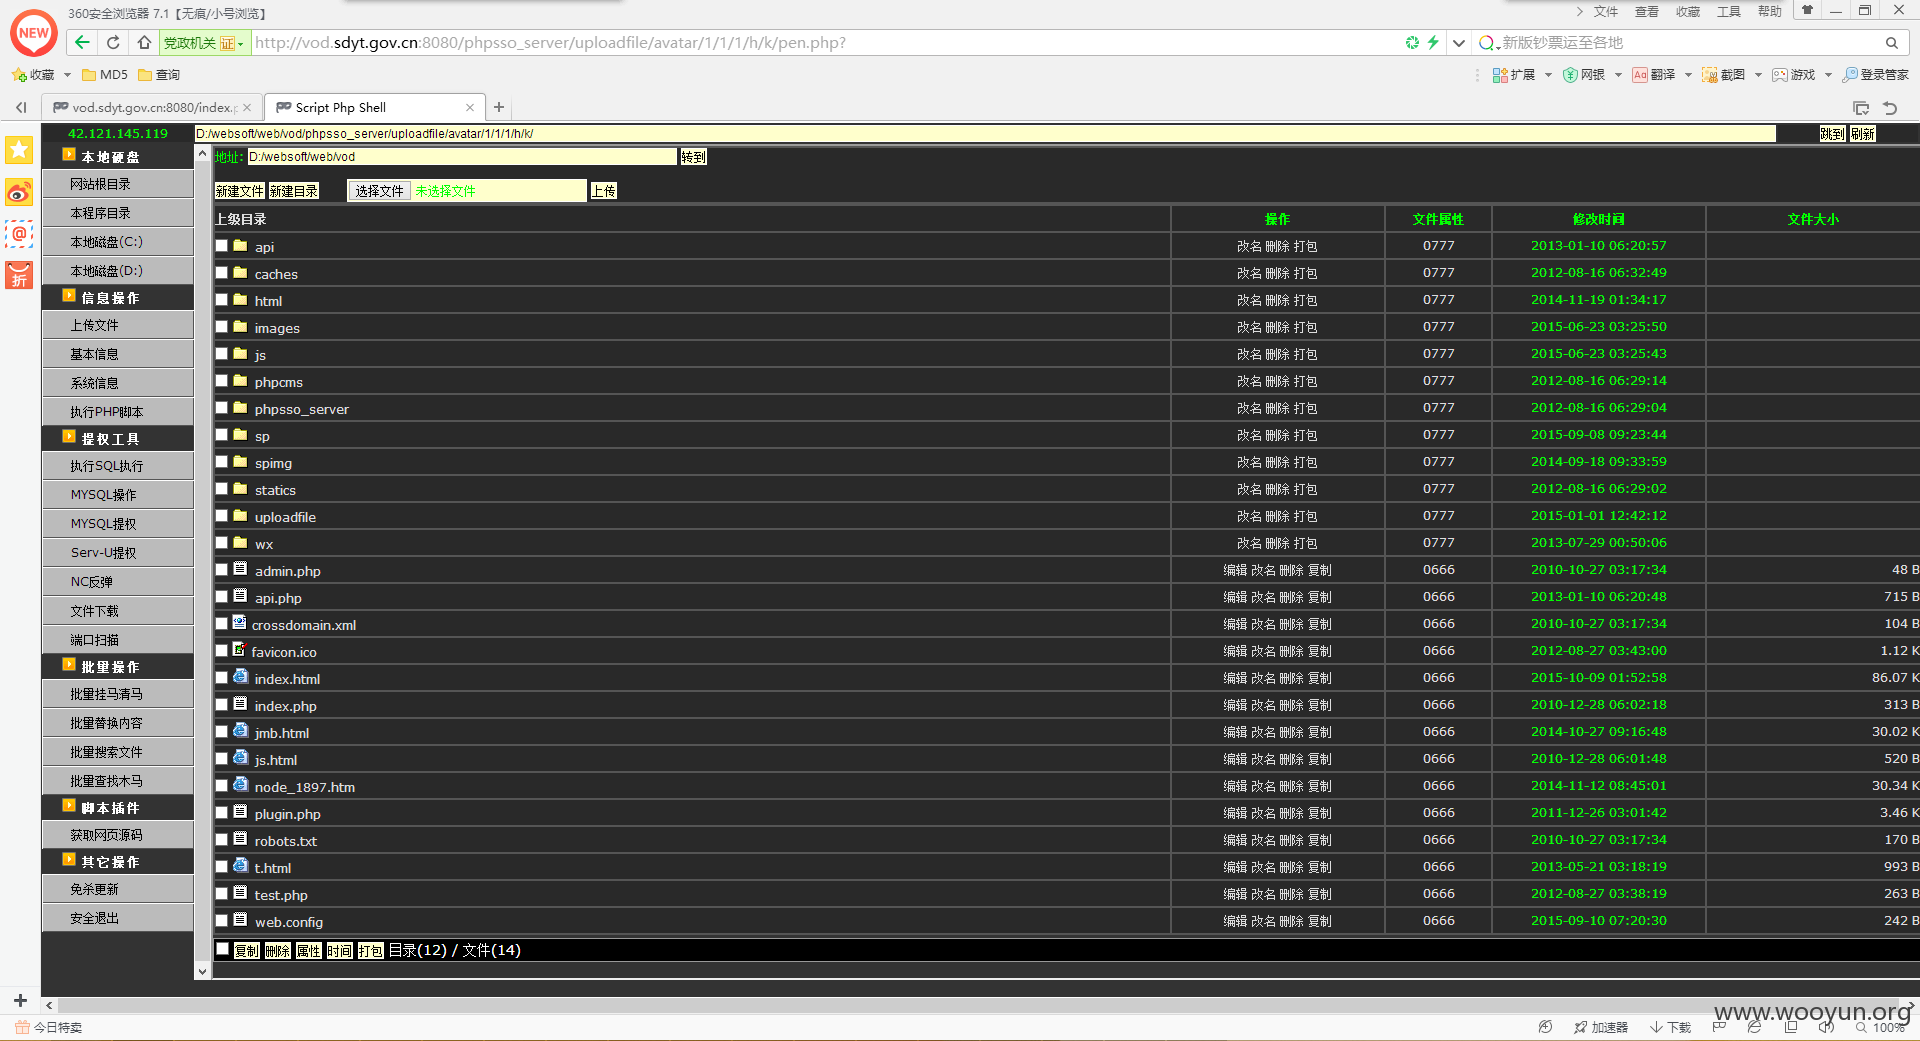 360安全浏览器 7.1【无痕/小号浏览】
文件 查看 收藏 工具 帮助
NEW
党政机关 证 http://vod.sdyt.gov.cn:8080/phpsso_server/uploadfile/avatar/1/1/1/h/k/pen.php?
新版钞票运至各地
收藏 MD5 查询
扩展 网银 翻译 截图 游戏 登录管家
vod.sdyt.gov.cn:8080/index.
Script Php Shell
42.121.145.119
D:/websoft/web/vod/phpsso_server/uploadfile/avatar/1/1/1/h/k/
跳到 刷新
本地硬盘
网站根目录
本程序目录
本地磁盘(C:)
本地磁盘(D:)
信息操作
上传文件
基本信息
系统信息
执行PHP脚本
提权工具
执行SQL执行
MYSQL操作
MYSQL提权
Serv-U提权
NC反弹
文件下载
端口扫描
批量操作
批量挂马清马
批量替换内容
批量搜索文件
批量查找木马
脚本插件
获取网页源码
其它操作
免杀更新
安全退出
地址: D:/websoft/web/vod 转到
新建文件 新建目录 选择文件 未选择文件 上传
上级目录 操作 文件属性 修改时间 文件大小
api 改名 删除 打包 0777 2013-01-10 06:20:57
caches 改名 删除 打包 0777 2012-08-16 06:32:49
html 改名 删除 打包 0777 2014-11-19 01:34:17
images 改名 删除 打包 0777 2015-06-23 03:25:50
js 改名 删除 打包 0777 2015-06-23 03:25:43
phpcms 改名 删除 打包 0777 2012-08-16 06:29:14
phpsso_server 改名 删除 打包 0777 2012-08-16 06:29:04
sp 改名 删除 打包 0777 2015-09-08 09:23:44
spimg 改名 删除 打包 0777 2014-09-18 09:33:59
statics 改名 删除 打包 0777 2012-08-16 06:29:02
uploadfile 改名 删除 打包 0777 2015-01-01 12:42:12
wx 改名 删除 打包 0777 2013-07-29 00:50:06
admin.php 编辑 改名 删除 复制 0666 2010-10-27 03:17:34 48 B
api.php 编辑 改名 删除 复制 0666 2013-01-10 06:20:48 715 B
crossdomain.xml 编辑 改名 删除 复制 0666 2010-10-27 03:17:34 104 B
favicon.ico 编辑 改名 删除 复制 0666 2012-08-27 03:43:00 1.12 K
index.html 编辑 改名 删除 复制 0666 2015-10-09 01:52:58 86.07 K
index.php 编辑 改名 删除 复制 0666 2010-12-28 06:02:18 313 B
jmb.html 编辑 改名 删除 复制 0666 2014-10-27 09:16:48 30.02 K
js.html 编辑 改名 删除 复制 0666 2010-12-28 06:01:48 520 B
node_1897.htm 编辑 改名 删除 复制 0666 2014-11-12 08:45:01 30.34 K
plugin.php 编辑 改名 删除 复制 0666 2011-12-26 03:01:42 3.46 K
robots.txt 编辑 改名 删除 复制 0666 2010-10-27 03:17:34 170 B
t.html 编辑 改名 删除 复制 0666 2013-05-21 03:18:19 993 B
test.php 编辑 改名 删除 复制 0666 2012-08-27 03:38:19 263 B
web.config 编辑 改名 删除 复制 0666 2015-09-10 07:20:30 242 B
复制 删除 属性 时间 打包 目录(12) / 文件(14)
折
www.wooyun.org
今日特卖
加速器 下载 100%